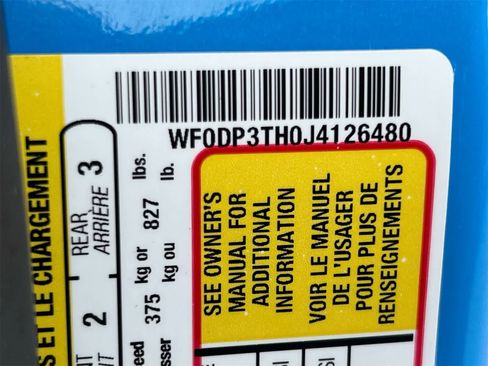 WF0DP3TH0J4126480
S ET LE CHARGEMENT
REAR 3
ARRIÈRE
2
375 kg or 827 lbs.
kg ou lb.
SEE OWNER'S
MANUAL FOR
ADDITIONAL
INFORMATION
VOIR LE MANUEL
DE L'USAGER
POUR PLUS DE
RENSEIGNEMENTS